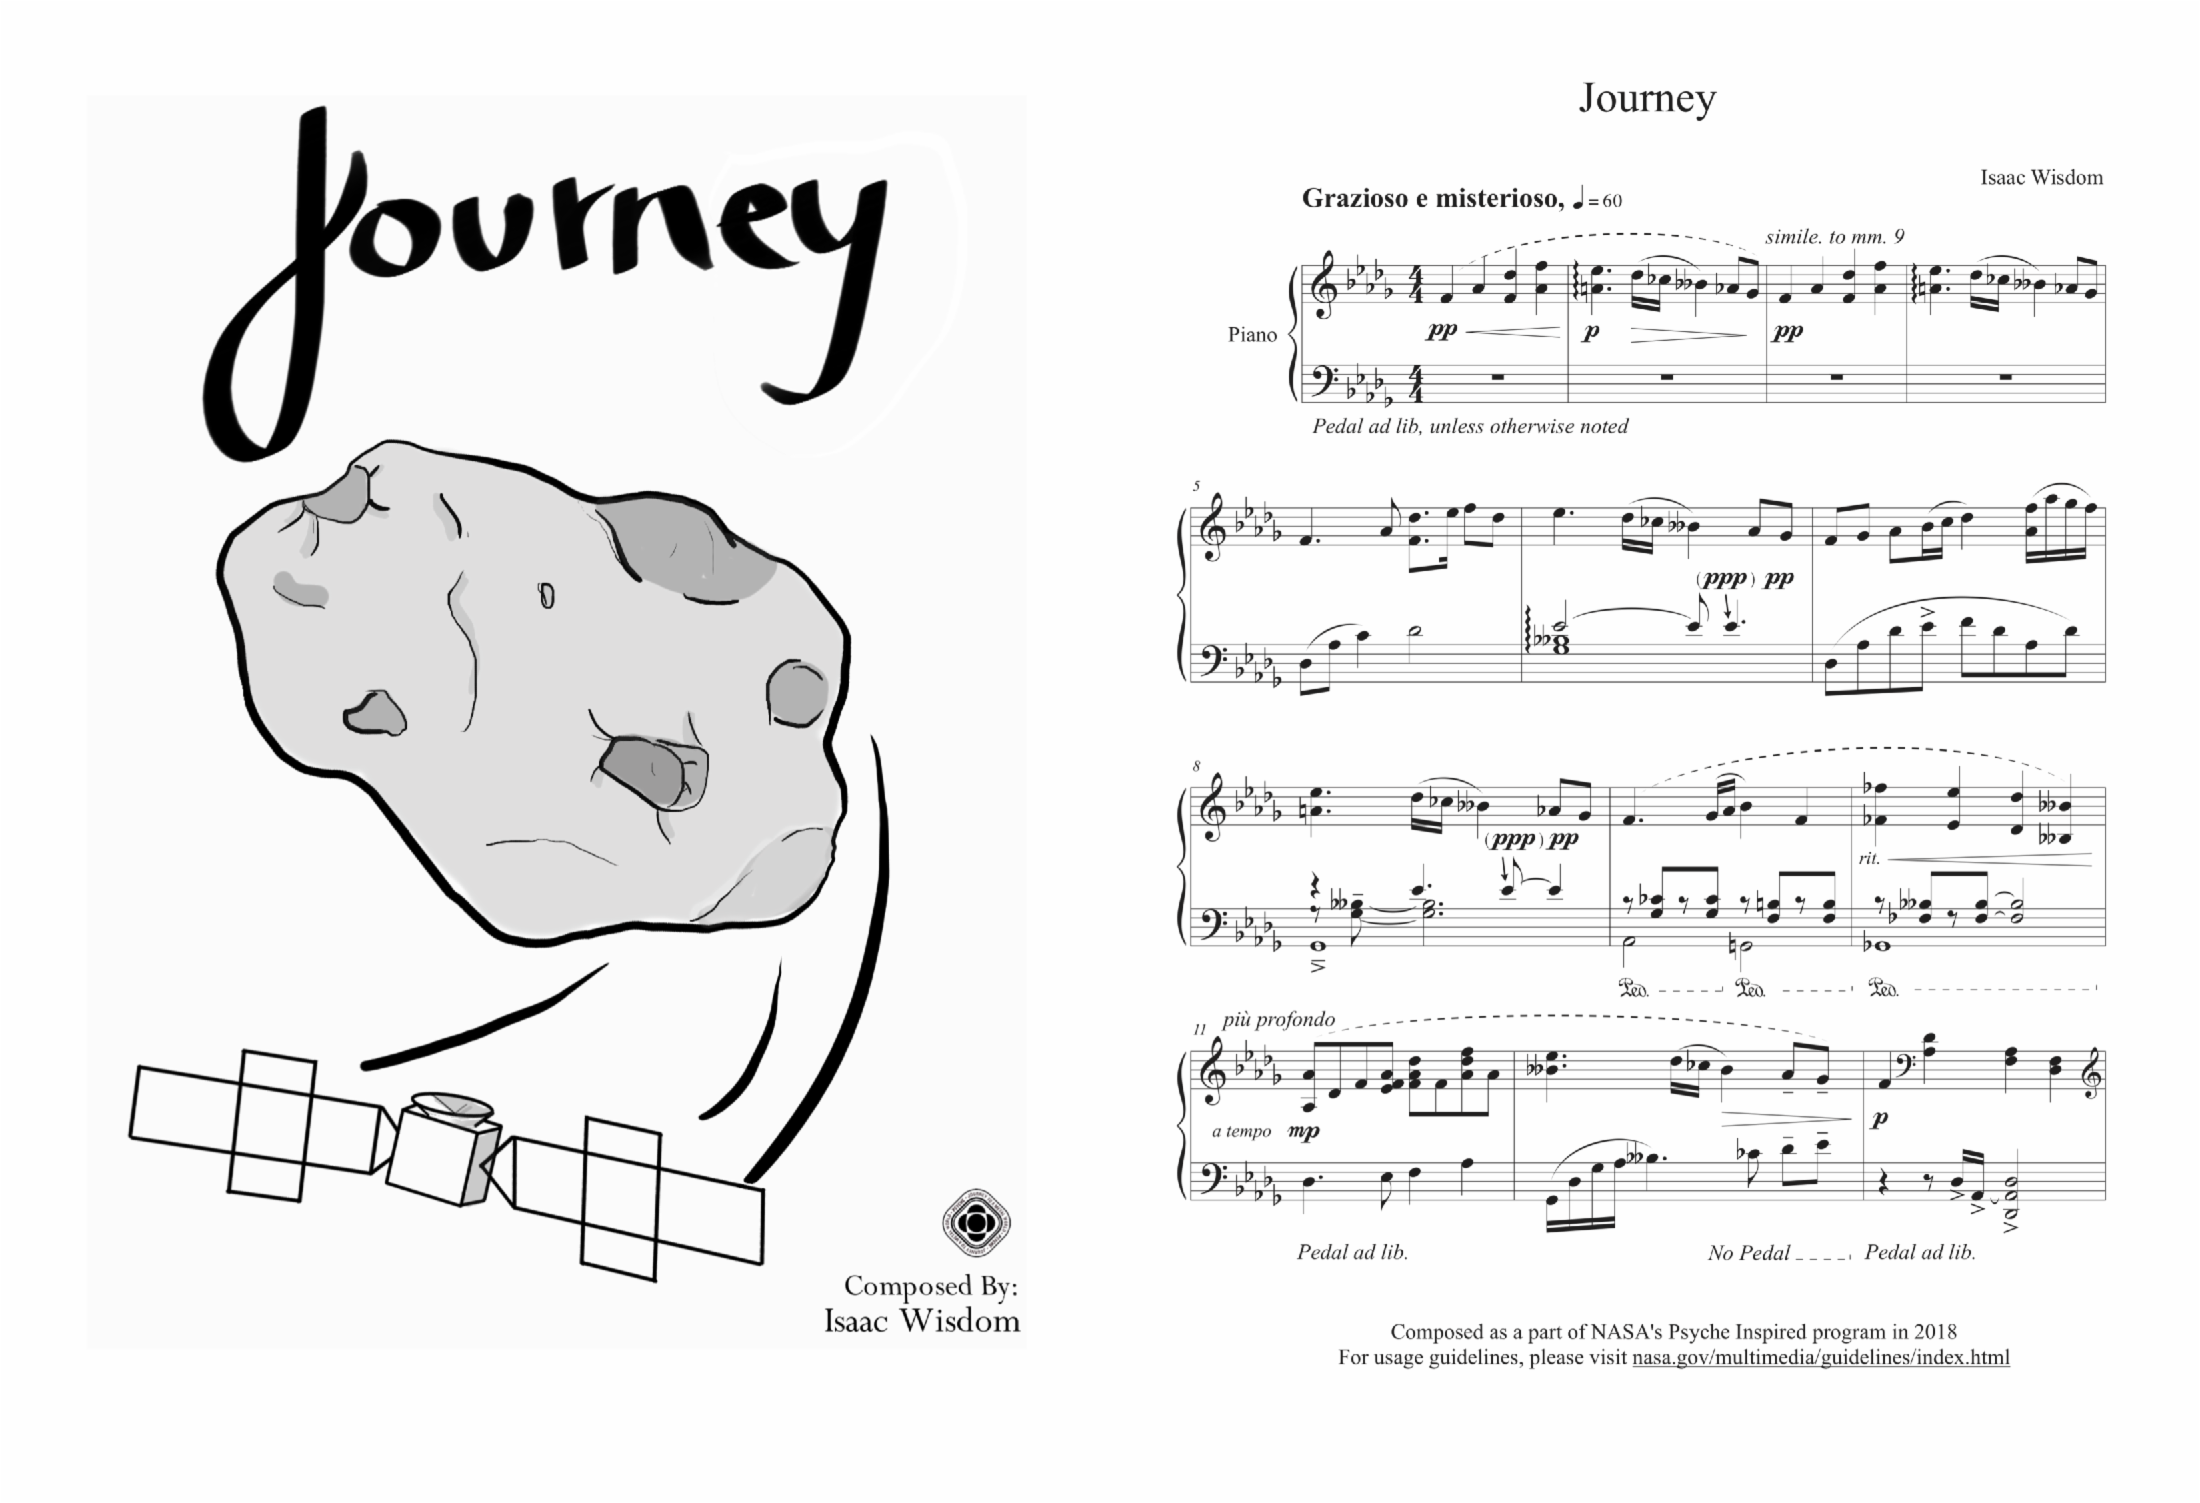 Journey
Composed By:
Isaac Wisdom
Journey
Isaac Wisdom
Grazioso e misterioso, ♩=60
simile. to mm. 9
Piano
pp
p
pp
Pedal ad lib, unless otherwise noted
5
(ppp) pp
8
(ppp) pp
rit.
Ped. Ped. Ped.
11 più profondo
a tempo mp
p
Pedal ad lib. No Pedal Pedal ad lib.
Composed as a part of NASA's Psyche Inspired program in 2018
For usage guidelines, please visit nasa.gov/multimedia/guidelines/index.html